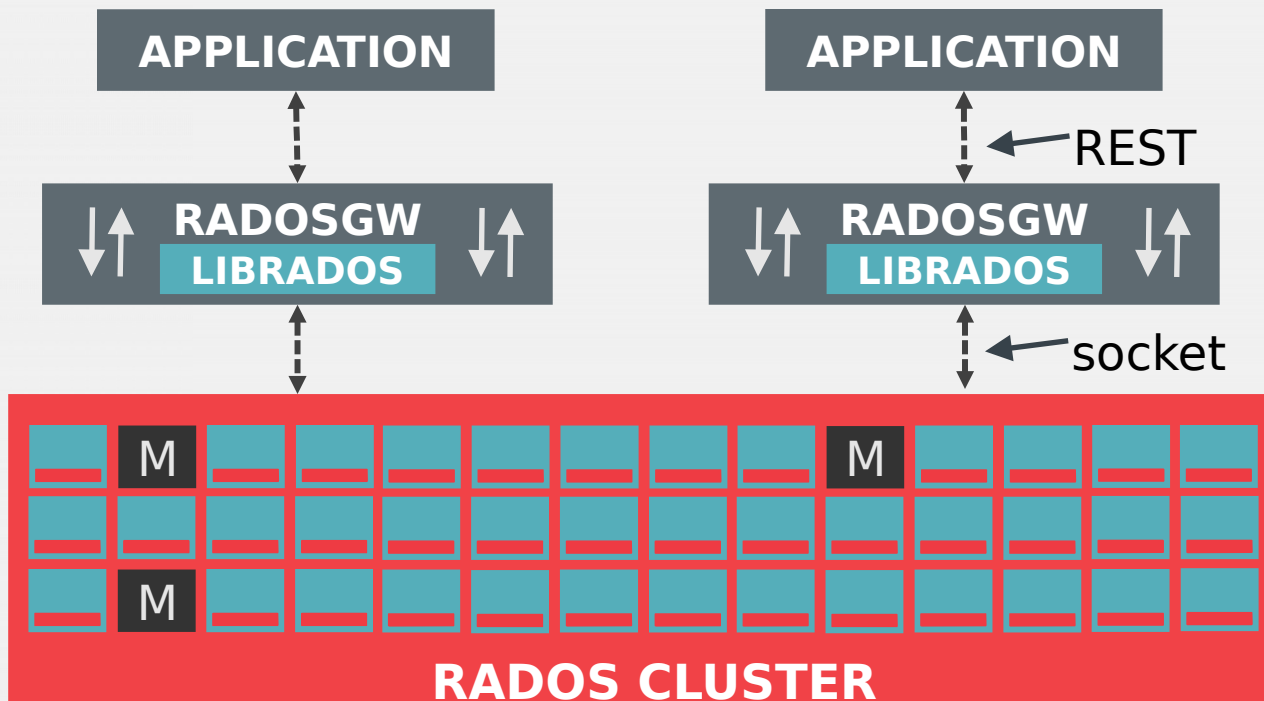 APPLICATION
APPLICATION
REST
RADOSGW
LIBRADOS
RADOSGW
LIBRADOS
socket
M
M
M
RADOS CLUSTER